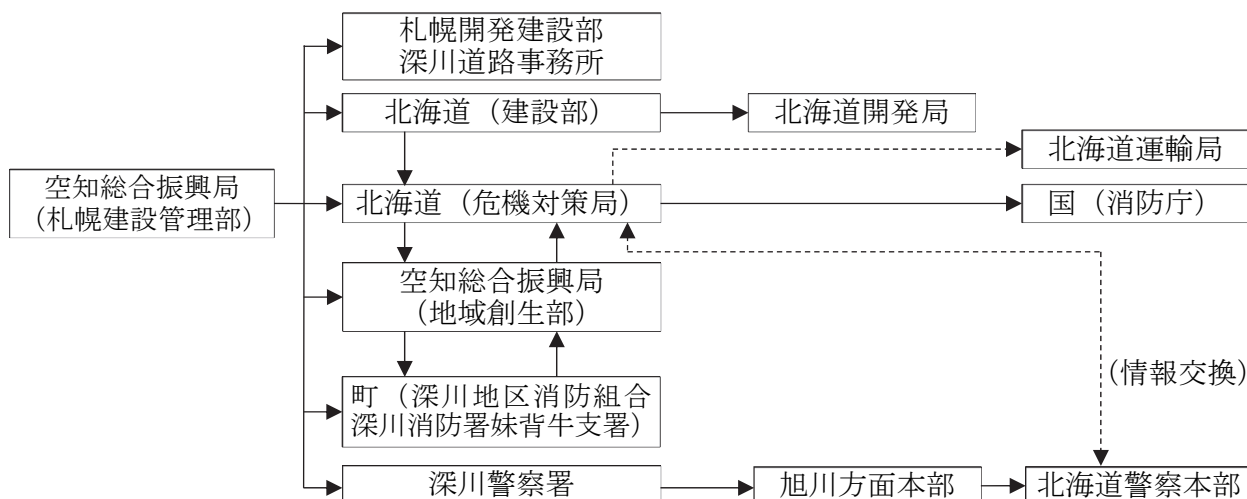 札幌開発建設部
深川道路事務所
北海道（建設部）
北海道開発局
北海道運輸局
空知総合振興局
（札幌建設管理部）
北海道（危機対策局）
国（消防庁）
空知総合振興局
（地域創生部）
（情報交換）
町（深川地区消防組合
深川消防署妹背牛支署）
深川警察署
旭川方面本部
北海道警察本部